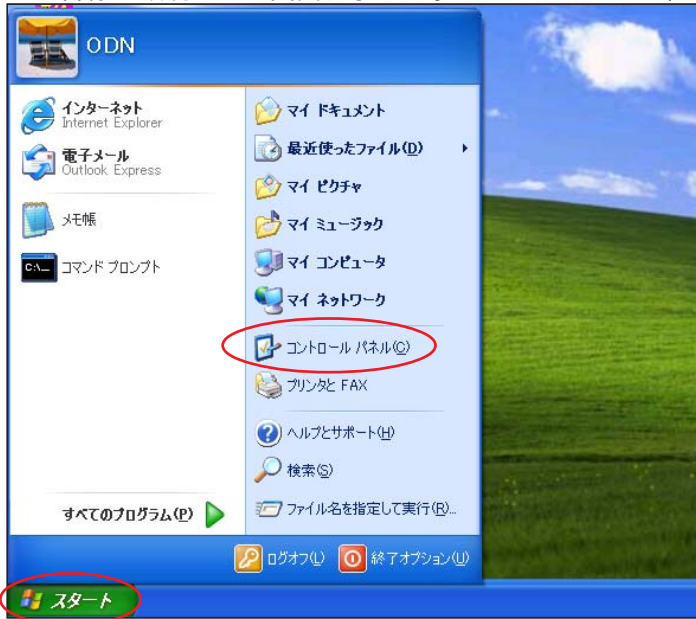 ODN
インターネット
Internet Explorer
電子メール
Outlook Express
メモ帳
C:\_
コマンド プロンプト
すべてのプログラム(P)
マイ ドキュメント
最近使ったファイル(D)
マイ ピクチャ
マイ ミュージック
マイ コンピュータ
マイ ネットワーク
コントロール パネル(C)
プリンタと FAX
ヘルプとサポート(H)
検索(S)
ファイル名を指定して実行(R)...
ログオフ(L)
終了オプション(U)
スタート